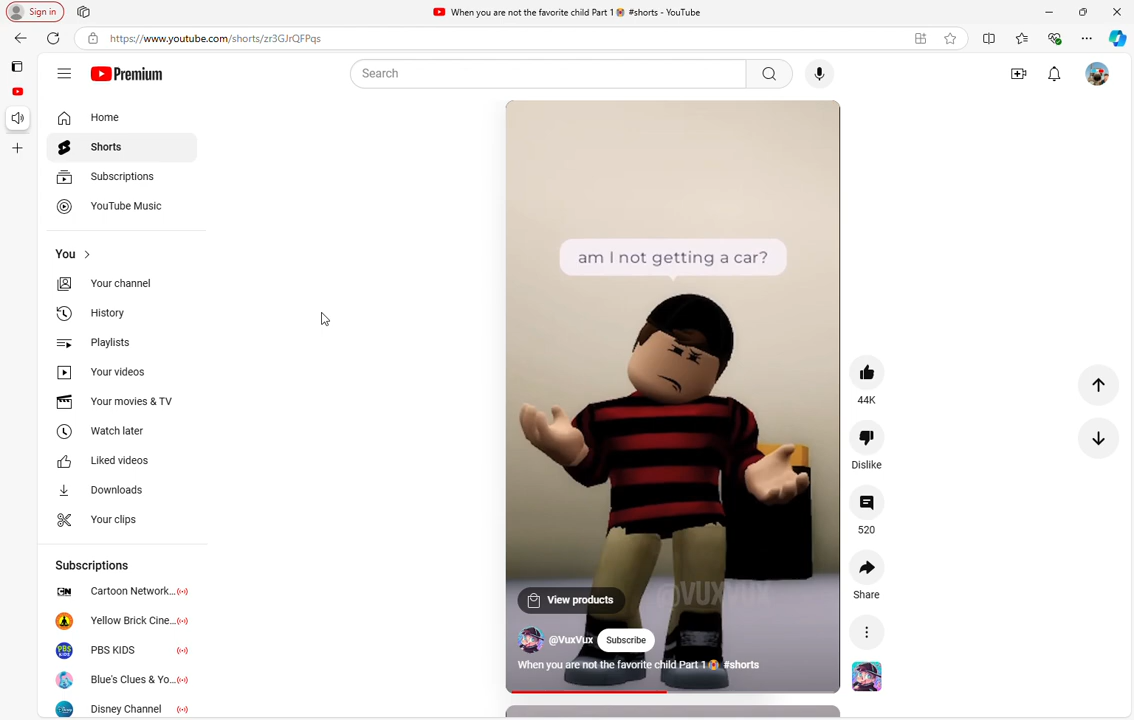 Sign in
When you are not the favorite child Part 1😭 #shorts - YouTube
https://www.youtube.com/shorts/zr3GJrQFPqs
Premium
Search
Home
Shorts
Subscriptions
YouTube Music
You
Your channel
History
Playlists
Your videos
Your movies & TV
Watch later
Liked videos
Downloads
Your clips
Subscriptions
Cartoon Network...
Yellow Brick Cine...
PBS KIDS
Blue's Clues & Yo...
Disney Channel
am I not getting a car?
@VUXVUX
View products
@VuxVux Subscribe
When you are not the favorite child Part 1😭 #shorts
44K
Dislike
520
Share